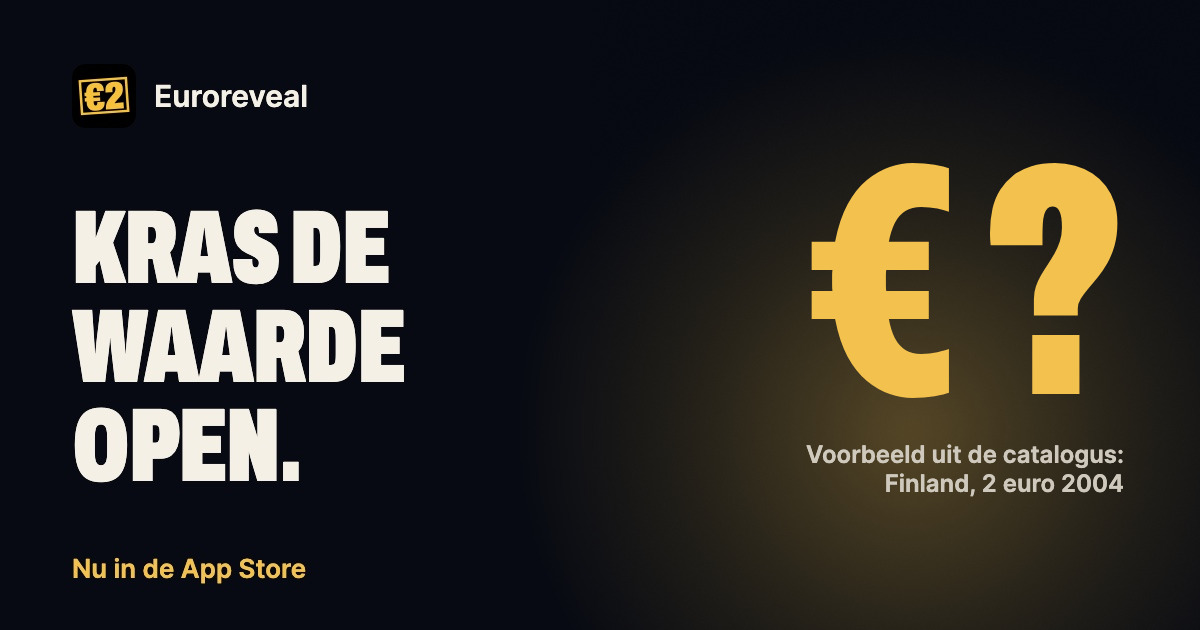 €2
Euroreveal
KRAS DE
WAARDE
OPEN.
Nu in de App Store
€?
Voorbeeld uit de catalogus:
Finland, 2 euro 2004